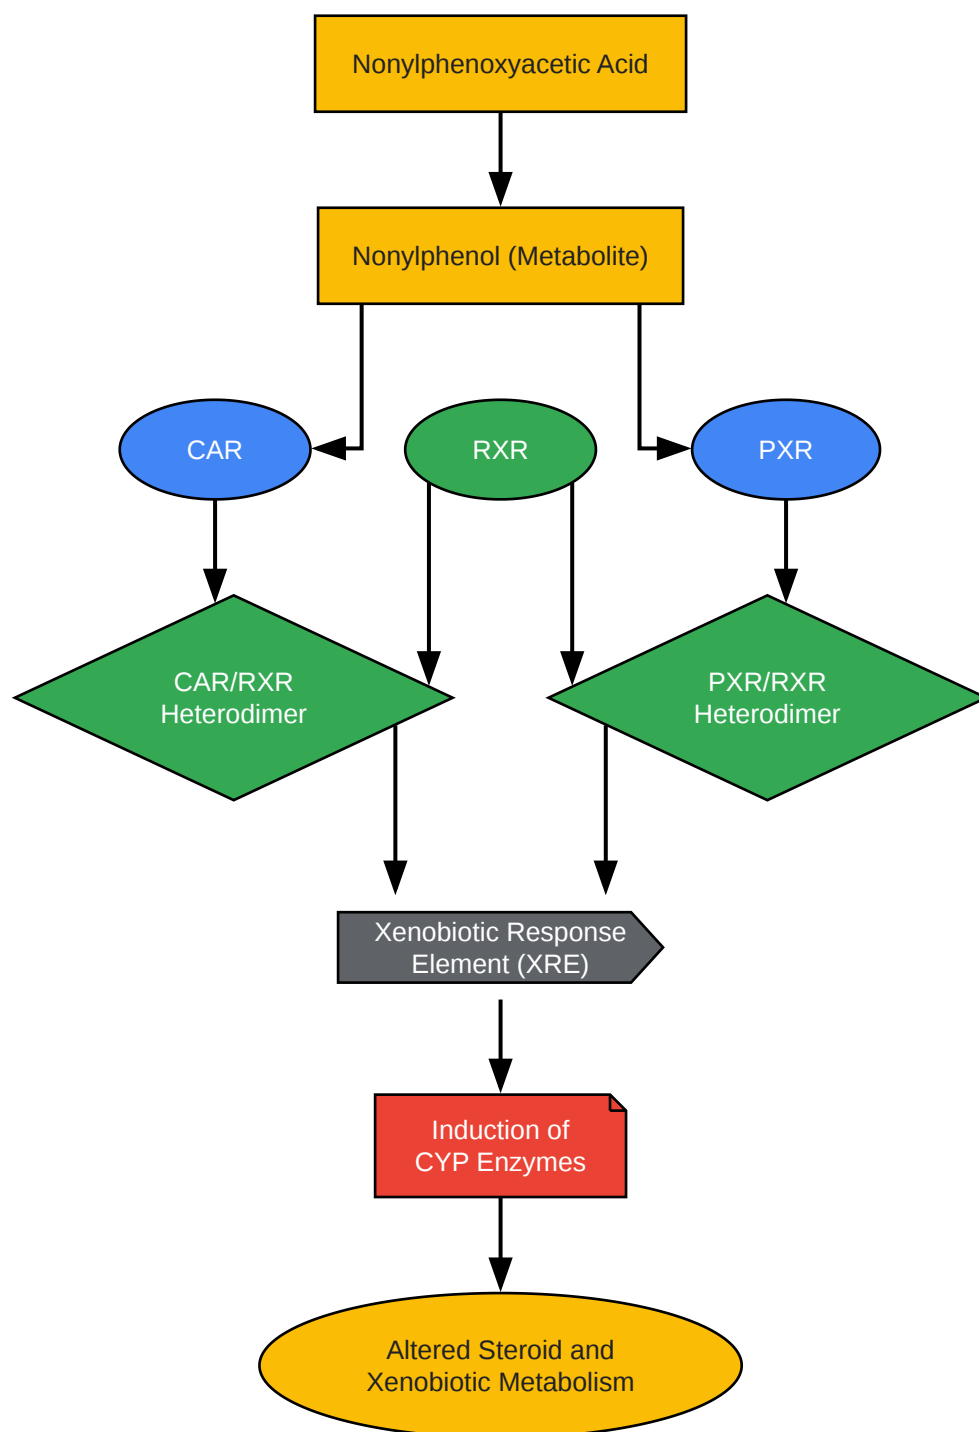 Nonylphenoxyacetic Acid
Nonylphenol (Metabolite)
CAR
RXR
PXR
CAR/RXR
Heterodimer
PXR/RXR
Heterodimer
Xenobiotic Response
Element (XRE)
Induction of
CYP Enzymes
Altered Steroid and
Xenobiotic Metabolism